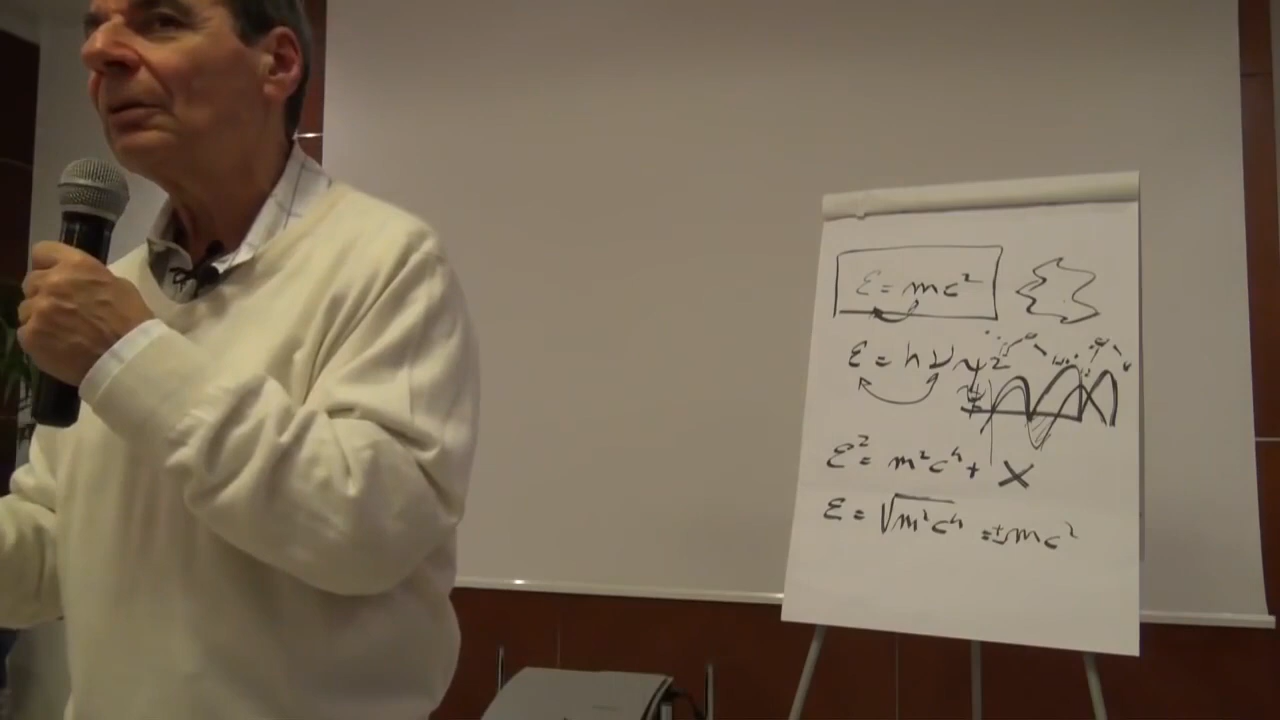 E = mc²
E = hν
E² = m²c⁴ + X
E = √m²c⁴ = ± mc²